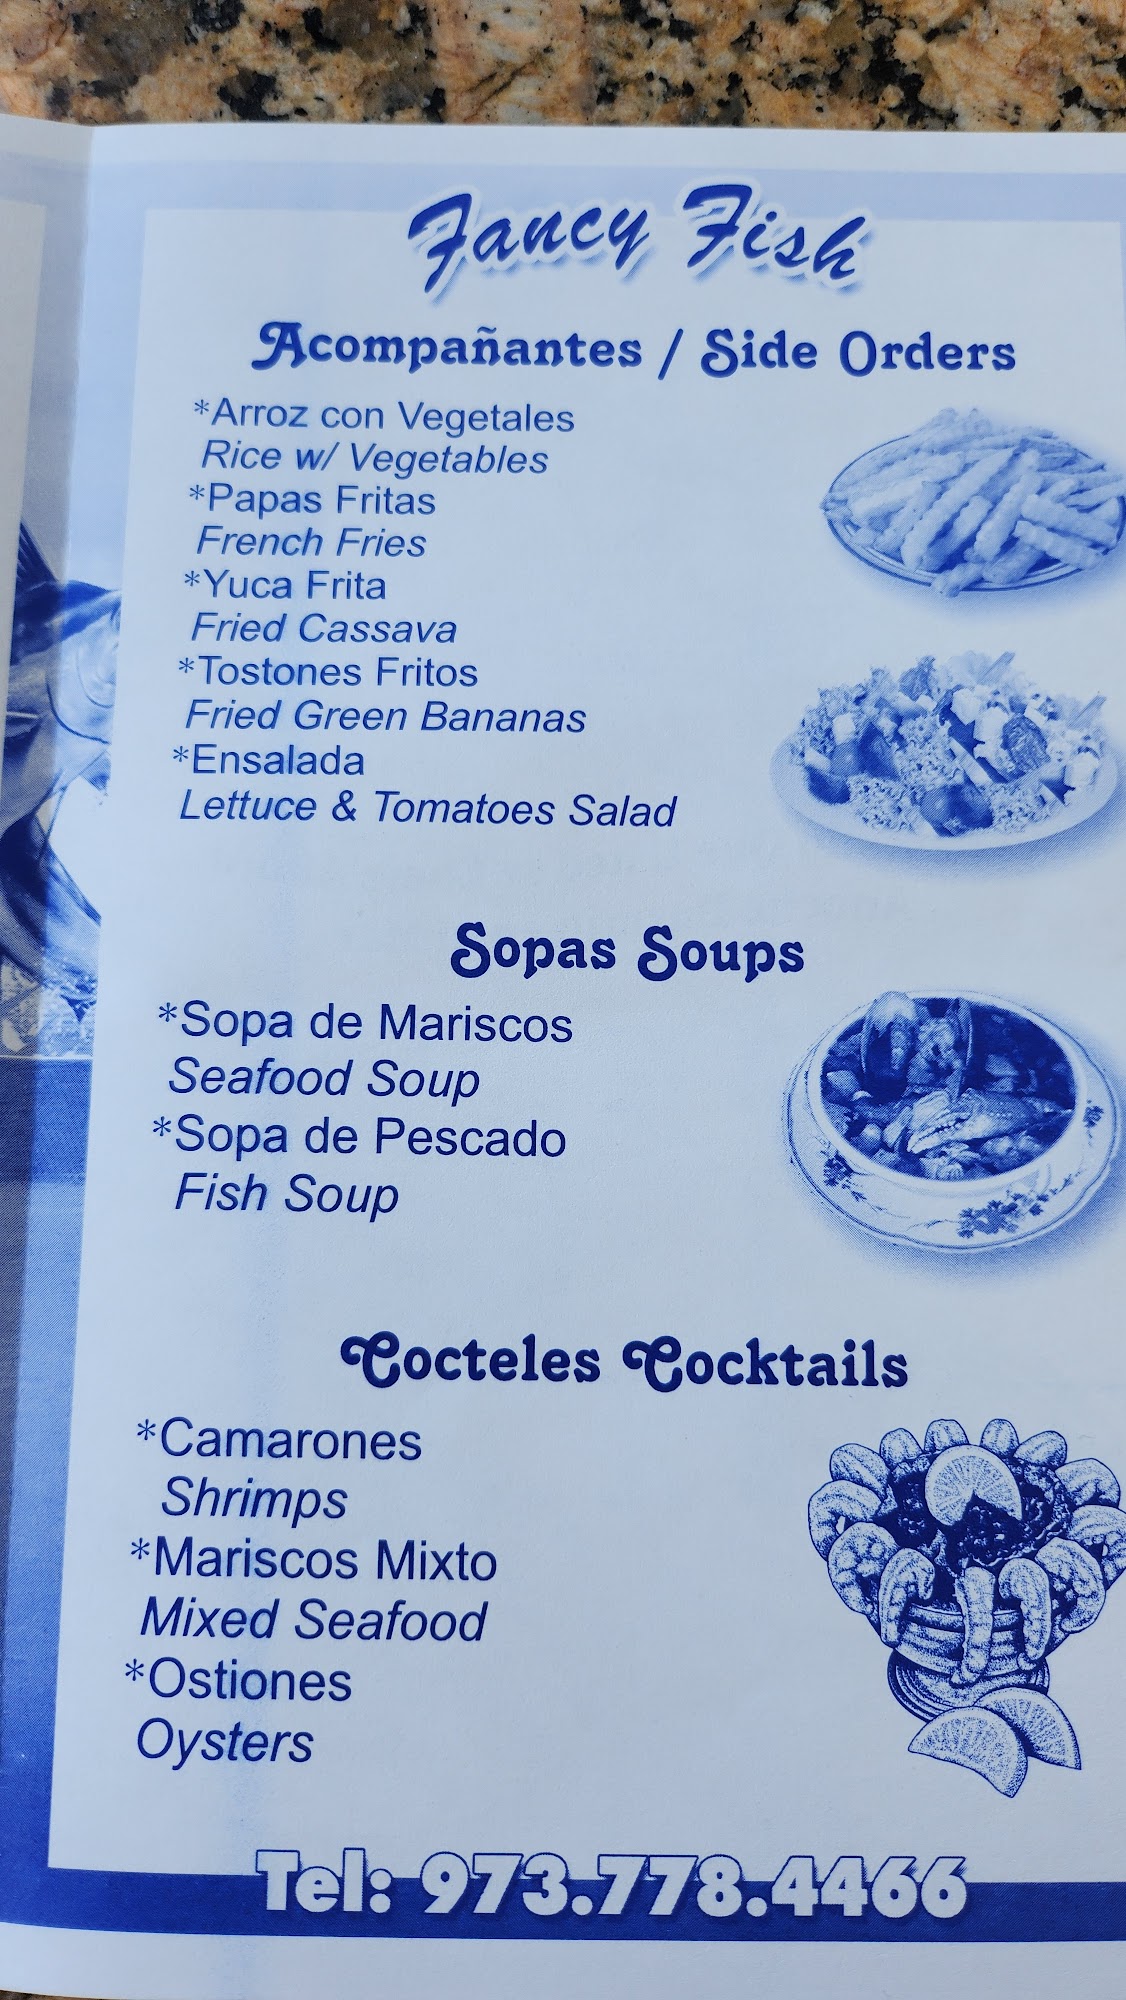 Fancy Fish
Acompañantes / Side Orders
*Arroz con Vegetales
Rice w/ Vegetables
*Papas Fritas
French Fries
*Yuca Frita
Fried Cassava
*Tostones Fritos
Fried Green Bananas
*Ensalada
Lettuce & Tomatoes Salad
Sopas Soups
*Sopa de Mariscos
Seafood Soup
*Sopa de Pescado
Fish Soup
Cocteles Cocktails
*Camarones
Shrimps
*Mariscos Mixto
Mixed Seafood
*Ostiones
Oysters
Tel: 973.778.4466